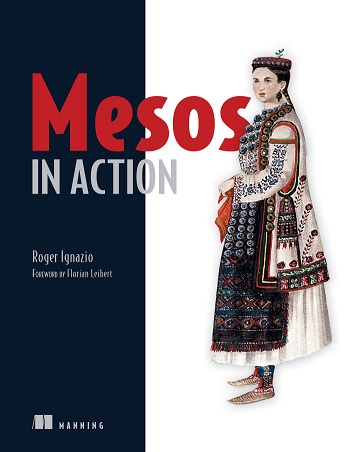 Mesos
IN ACTION
Roger Ignazio
FOREWORD BY Florian Leibert
MANNING